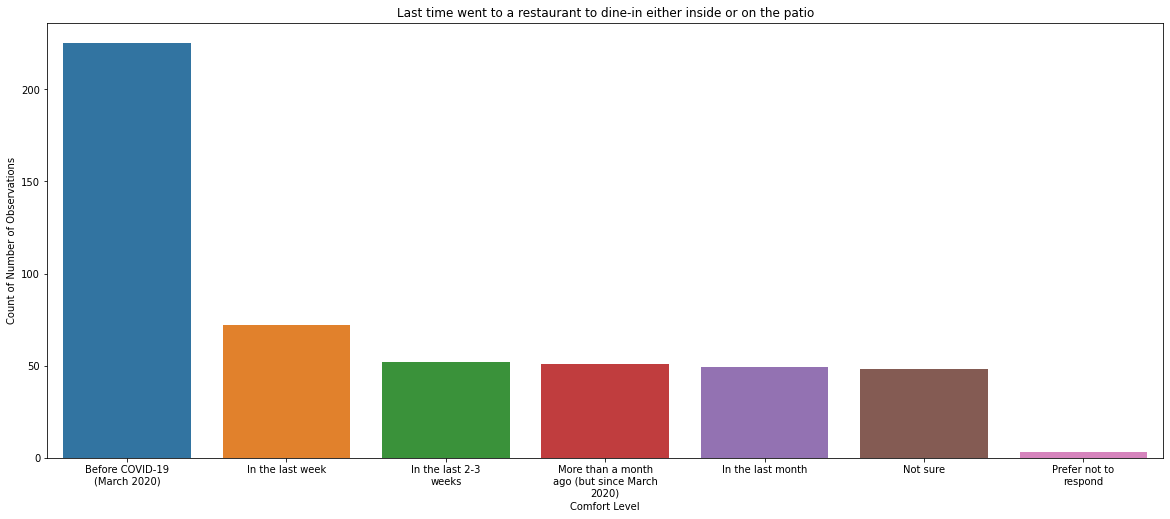 Last time went to a restaurant to dine-in either inside or on the patio
Count of Number of Observations
200
150
100
50
0
Before COVID-19
(March 2020)
In the last week
In the last 2-3
weeks
More than a month
ago (but since March
2020)
In the last month
Not sure
Prefer not to
respond
Comfort Level